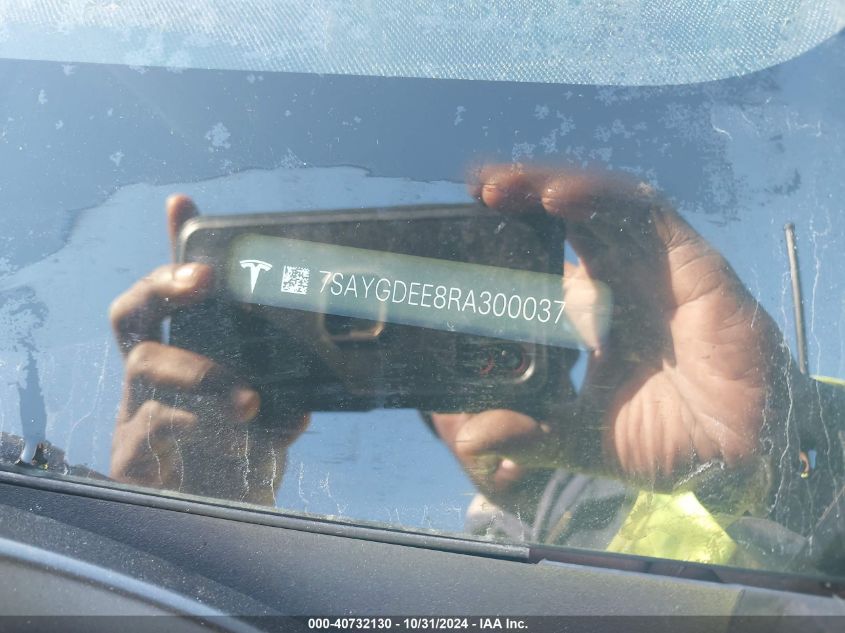 7SAYGDEE8RA300037
000-40732130 - 10/31/2024 - IAA Inc.